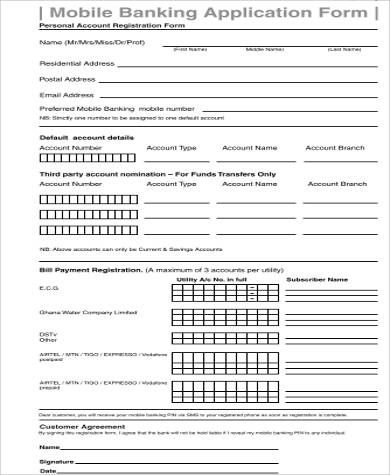 | Mobile Banking Application Form |
Personal Account Registration Form
Name (Mr/Mrs/Miss/Dr/Prof)
(First Name) Middle Name) (Last Name)
Residential Address
Postal Address
Email Address
Preferred Mobile Banking mobile number
NB: Strictly one number to be assigned to one default account
Default account details
Account Number Account Type Account Name Account Branch
Third party account nomination – For Funds Transfers Only
Account Number Account Type Account Name Account Branch
NB: Above accounts can only be Current & Savings Accounts
Bill Payment Registration. (A maximum of 3 accounts per utility)
Utility A/c No. in full Subscriber Name
E.C.G
Ghana Water Company Limited
DSTv
Other
AIRTEL / MTN / TIGO / EXPRESSO / Vodafone
postpaid
AIRTEL / MTN / TIGO / EXPRESSO / Vodafone
prepaid
Dear customer, you will receive your mobile banking PIN via SMS to your registered phone as soon as registration is complete.
Customer Agreement
By signing this registration form, I agree that the bank will not be held liable if I reveal my mobile banking PIN to any individual.
Name
Signature
Date